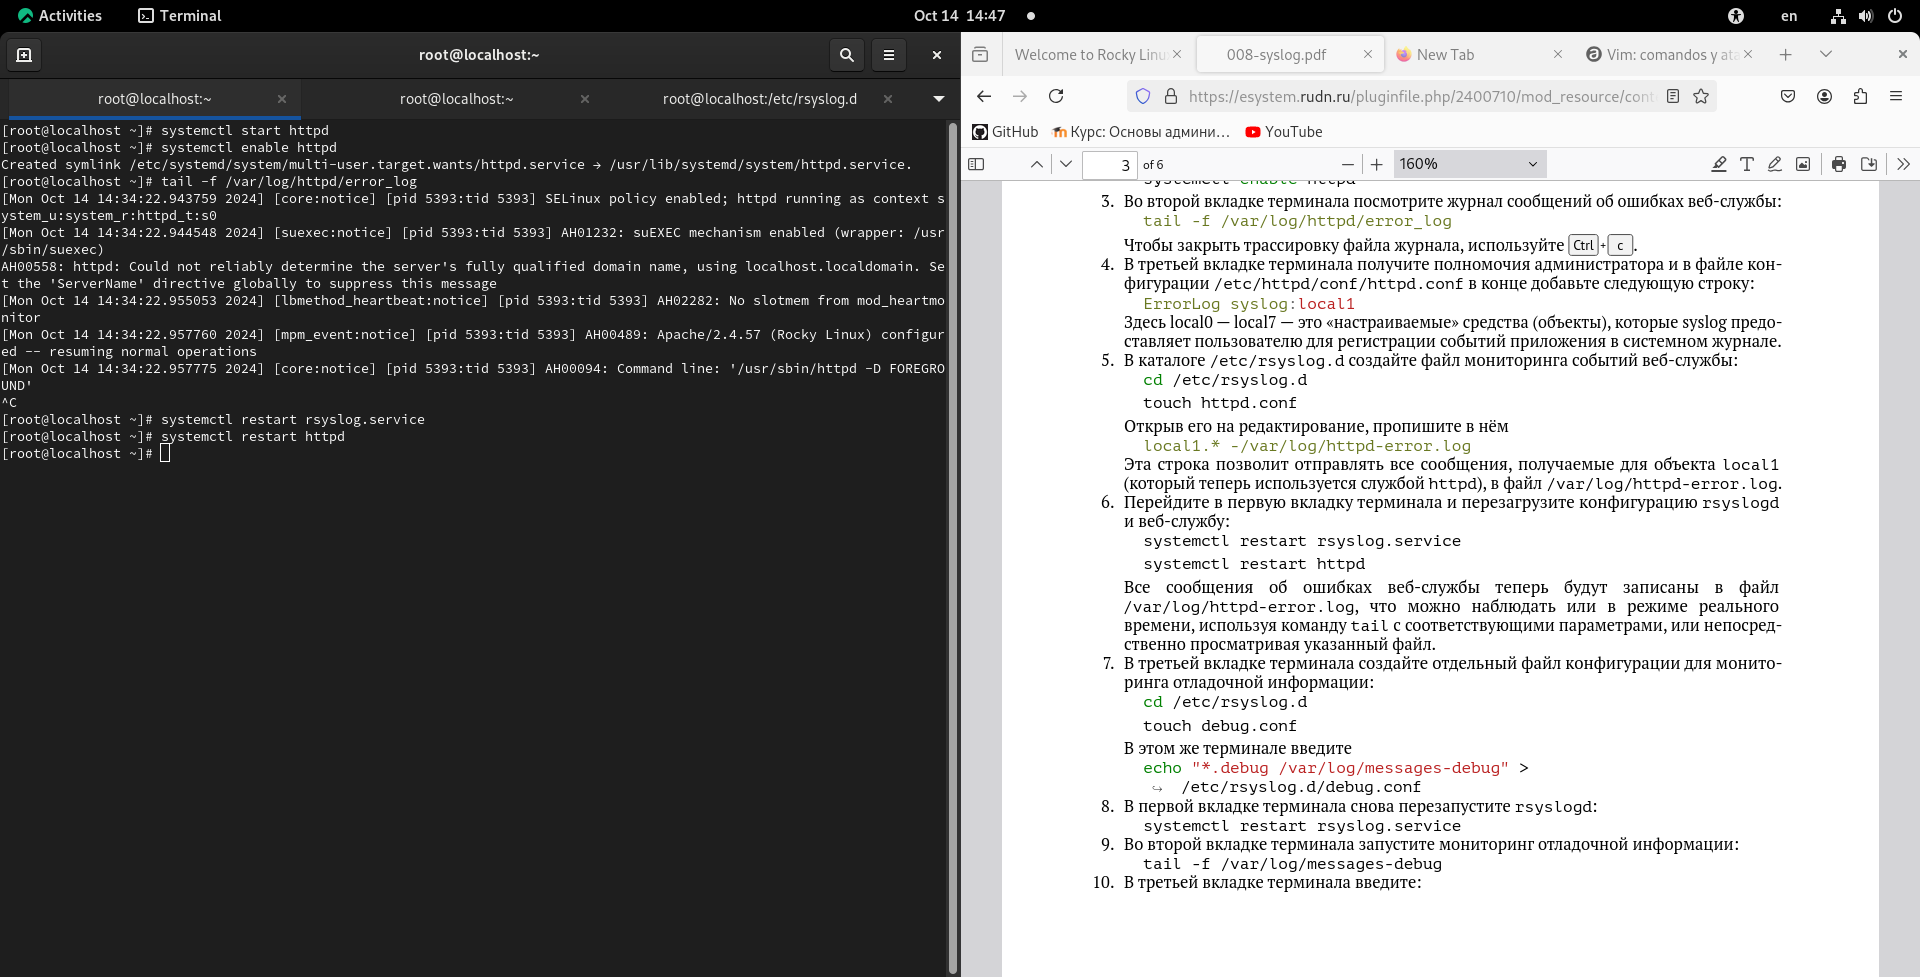 Activities
Terminal
Oct 14 14:47
en
root@localhost:~
root@localhost:~
root@localhost:~
root@localhost:/etc/rsyslog.d
[root@localhost ~]# systemctl start httpd
[root@localhost ~]# systemctl enable httpd
Created symlink /etc/systemd/system/multi-user.target.wants/httpd.service → /usr/lib/systemd/system/httpd.service.
[root@localhost ~]# tail -f /var/log/httpd/error_log
[Mon Oct 14 14:34:22.943759 2024] [core:notice] [pid 5393:tid 5393] SELinux policy enabled; httpd running as context s
ystem_u:system_r:httpd_t:s0
[Mon Oct 14 14:34:22.944548 2024] [suexec:notice] [pid 5393:tid 5393] AH01232: suEXEC mechanism enabled (wrapper: /usr
/sbin/suexec)
AH00558: httpd: Could not reliably determine the server's fully qualified domain name, using localhost.localdomain. Se
t the 'ServerName' directive globally to suppress this message
[Mon Oct 14 14:34:22.955053 2024] [lbmethod_heartbeat:notice] [pid 5393:tid 5393] AH02282: No slotmem from mod_heartmo
nitor
[Mon Oct 14 14:34:22.957760 2024] [mpm_event:notice] [pid 5393:tid 5393] AH00489: Apache/2.4.57 (Rocky Linux) configur
ed -- resuming normal operations
[Mon Oct 14 14:34:22.957775 2024] [core:notice] [pid 5393:tid 5393] AH00094: Command line: '/usr/sbin/httpd -D FOREGRO
UND'
^C
[root@localhost ~]# systemctl restart rsyslog.service
[root@localhost ~]# systemctl restart httpd
[root@localhost ~]#
Welcome to Rocky Linu
008-syslog.pdf
New Tab
Vim: comandos y ata
https://esystem.rudn.ru/pluginfile.php/2400710/mod_resource/cont
GitHub
Курс: Основы админи…
YouTube
3 of 6
160%
systemctl enable httpd
3. Во второй вкладке терминала посмотрите журнал сообщений об ошибках веб-службы:
tail -f /var/log/httpd/error_log
Чтобы закрыть трассировку файла журнала, используйте Ctrl + c .
4. В третьей вкладке терминала получите полномочия администратора и в файле кон-
фигурации /etc/httpd/conf/httpd.conf в конце добавьте следующую строку:
ErrorLog syslog:local1
Здесь local0 — local7 — это «настраиваемые» средства (объекты), которые syslog предо-
ставляет пользователю для регистрации событий приложения в системном журнале.
5. В каталоге /etc/rsyslog.d создайте файл мониторинга событий веб-службы:
cd /etc/rsyslog.d
touch httpd.conf
Открыв его на редактирование, пропишите в нём
local1.* -/var/log/httpd-error.log
Эта строка позволит отправлять все сообщения, получаемые для объекта local1
(который теперь используется службой httpd), в файл /var/log/httpd-error.log.
6. Перейдите в первую вкладку терминала и перезагрузите конфигурацию rsyslogd
и веб-службу:
systemctl restart rsyslog.service
systemctl restart httpd
Все сообщения об ошибках веб-службы теперь будут записаны в файл
/var/log/httpd-error.log, что можно наблюдать или в режиме реального
времени, используя команду tail с соответствующими параметрами, или непосред-
ственно просматривая указанный файл.
7. В третьей вкладке терминала создайте отдельный файл конфигурации для монито-
ринга отладочной информации:
cd /etc/rsyslog.d
touch debug.conf
В этом же терминале введите
echo "*.debug /var/log/messages-debug" >
↪ /etc/rsyslog.d/debug.conf
8. В первой вкладке терминала снова перезапустите rsyslogd:
systemctl restart rsyslog.service
9. Во второй вкладке терминала запустите мониторинг отладочной информации:
tail -f /var/log/messages-debug
10. В третьей вкладке терминала введите: